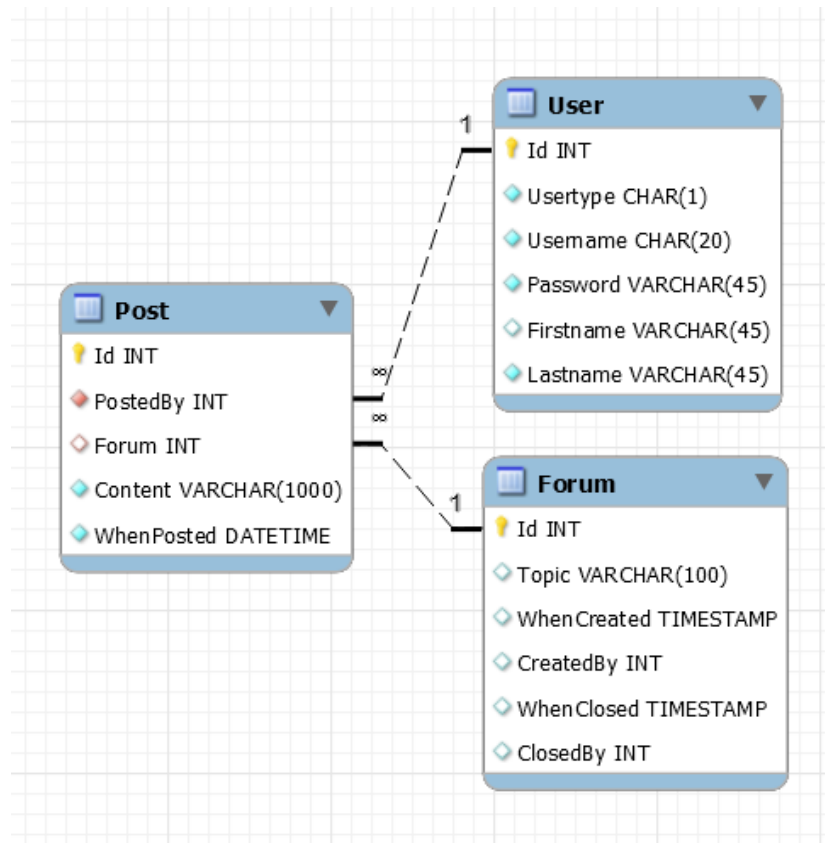 User
1
Id INT
Usertype CHAR(1)
Username CHAR(20)
Password VARCHAR(45)
Firstname VARCHAR(45)
Lastname VARCHAR(45)
Post
Id INT
PostedBy INT
Forum INT
Content VARCHAR(1000)
WhenPosted DATETIME
∞
∞
1
Forum
Id INT
Topic VARCHAR(100)
WhenCreated TIMESTAMP
CreatedBy INT
WhenClosed TIMESTAMP
ClosedBy INT